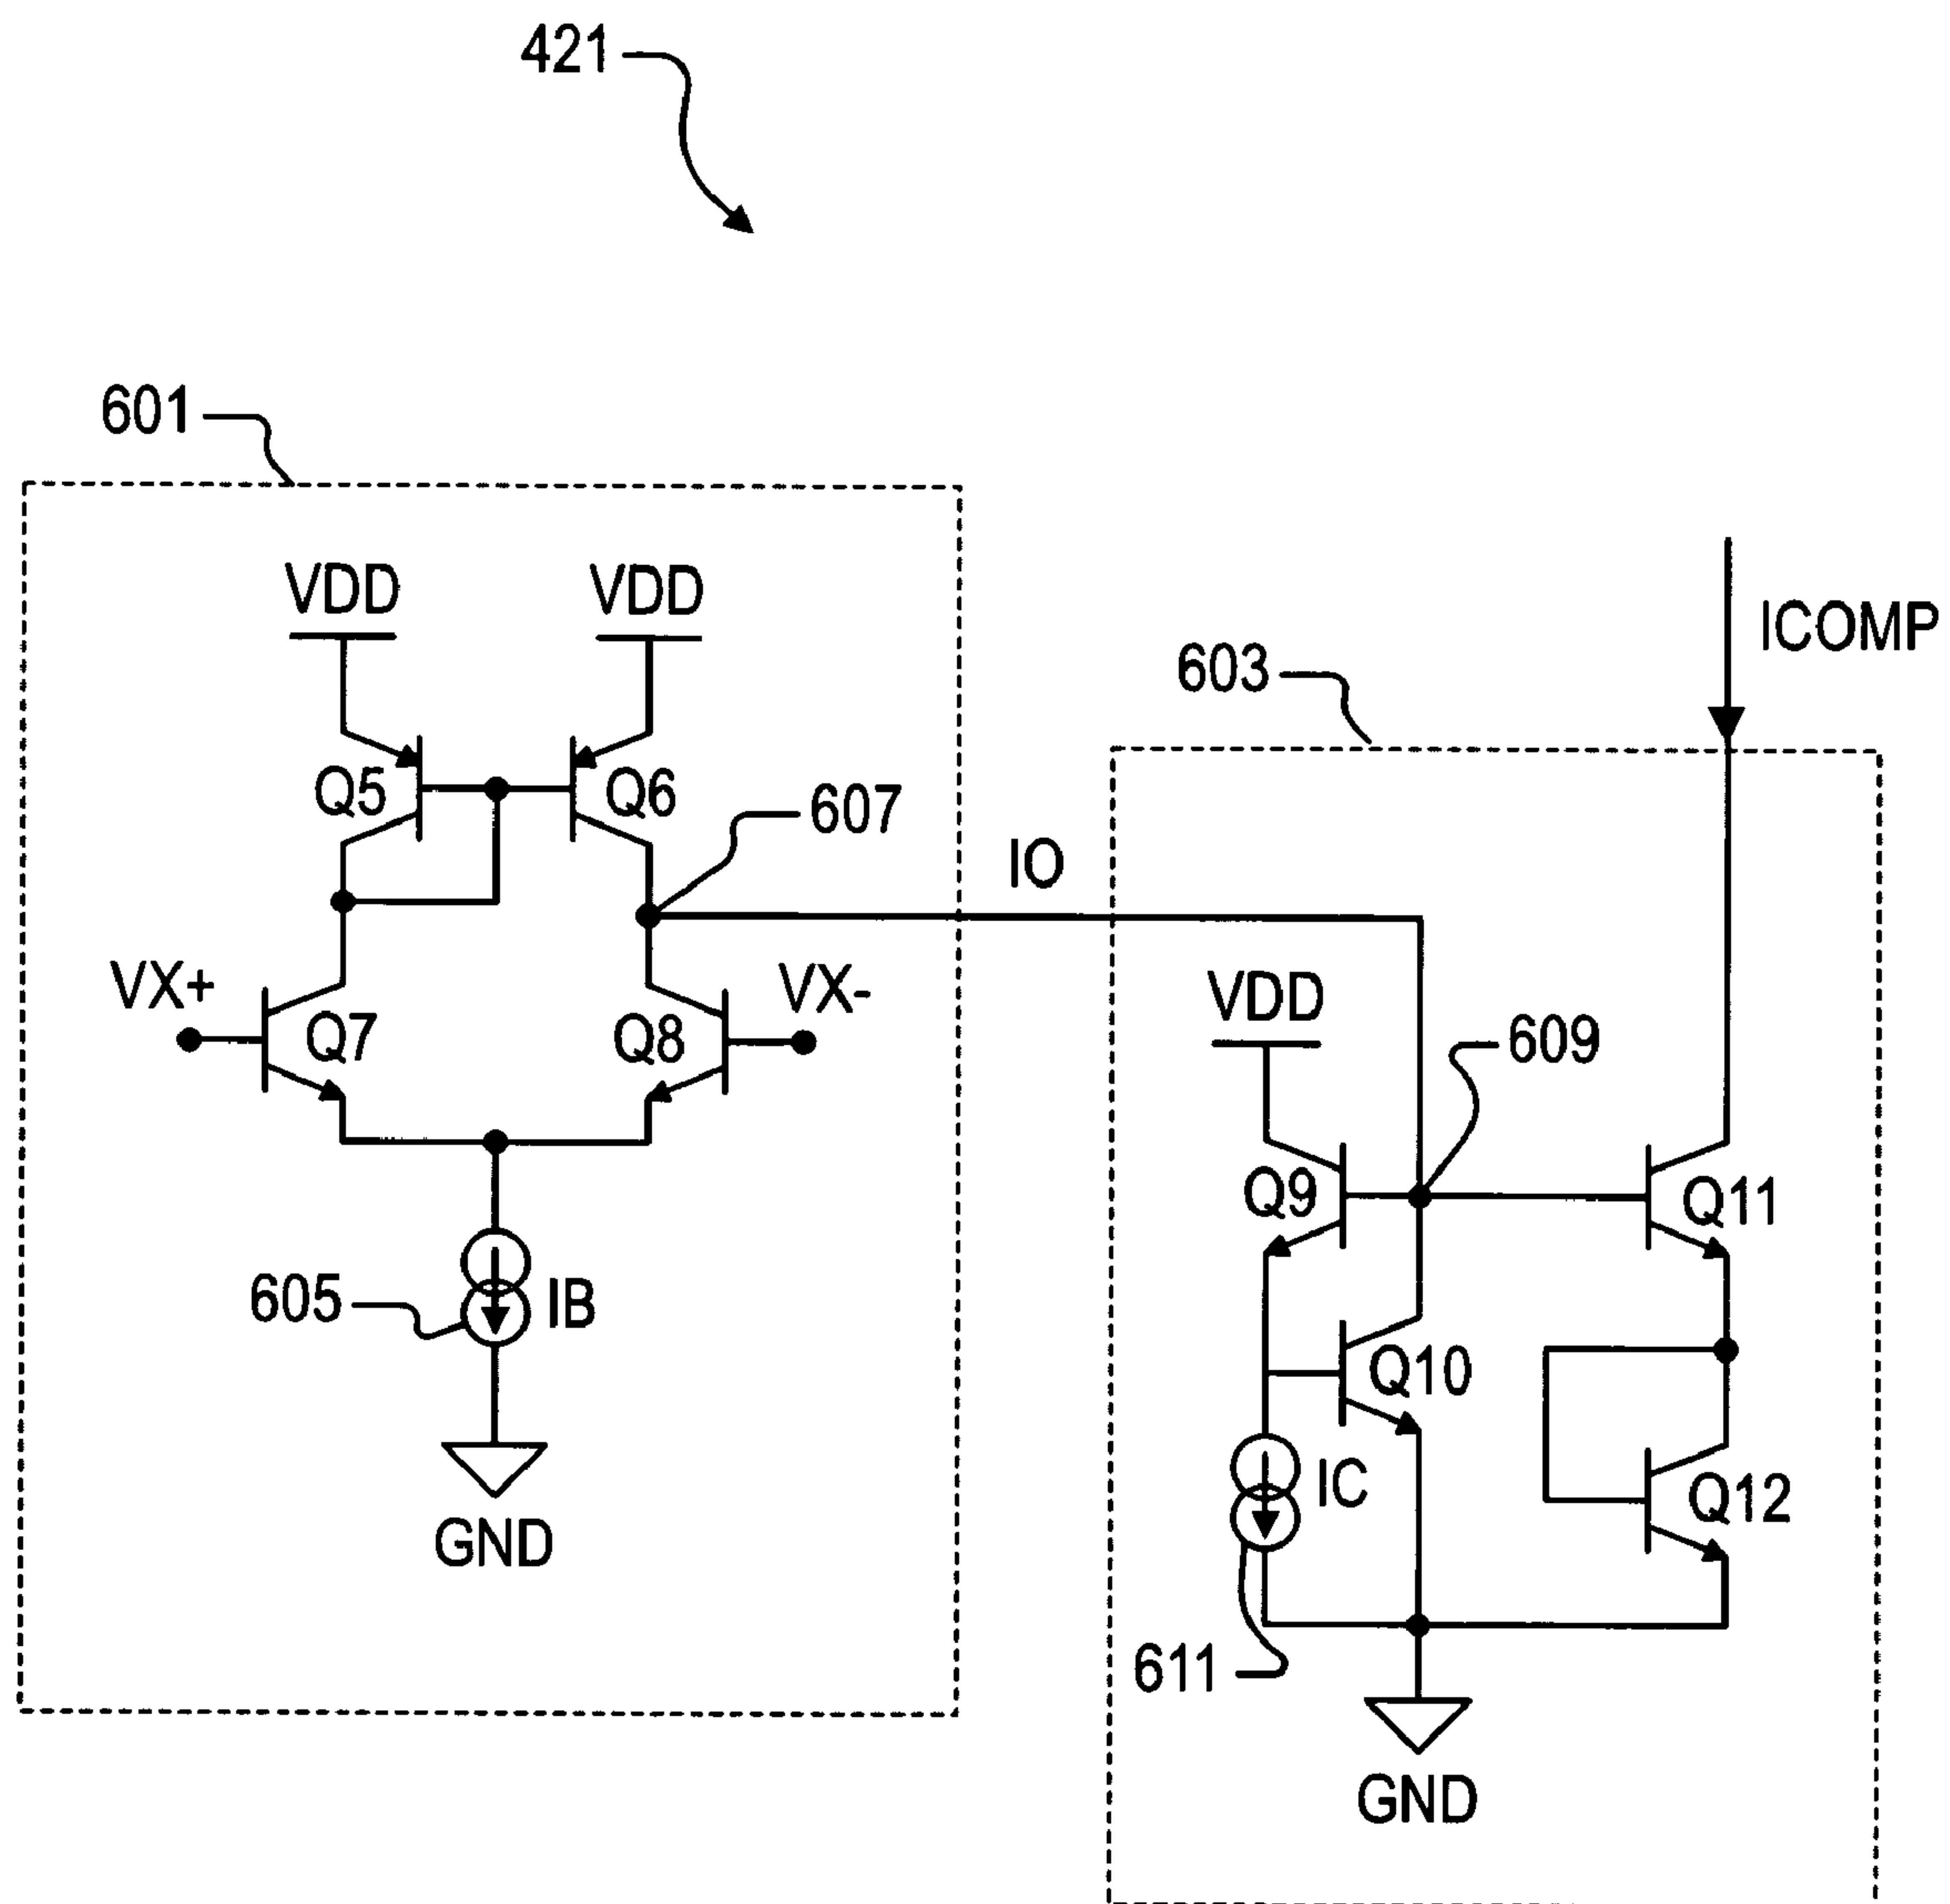 421
601
VDD
VDD
ICOMP
603
Q5
Q6
607
IO
VX+
VX-
VDD
Q7
Q8
609
Q9
Q11
605
IB
Q10
IC
Q12
GND
611
GND